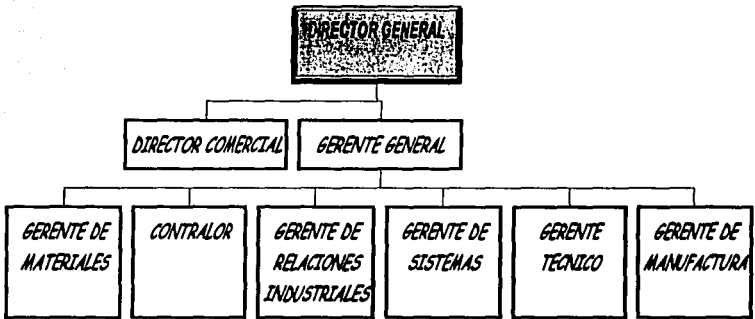 DIRECTOR GENERAL
DIRECTOR COMERCIAL
GERENTE GENERAL
GERENTE DE
MATERIALES
CONTRALOR
GERENTE DE
RELACIONES
INDUSTRIALES
GERENTE DE
SISTEMAS
GERENTE
TECNICO
GERENTE DE
MANUFACTURA